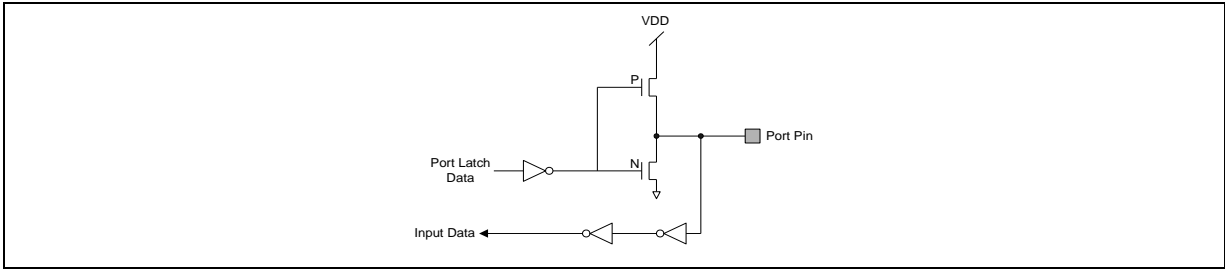 VDD
P
Port Pin
N
Port Latch
Data
Input Data